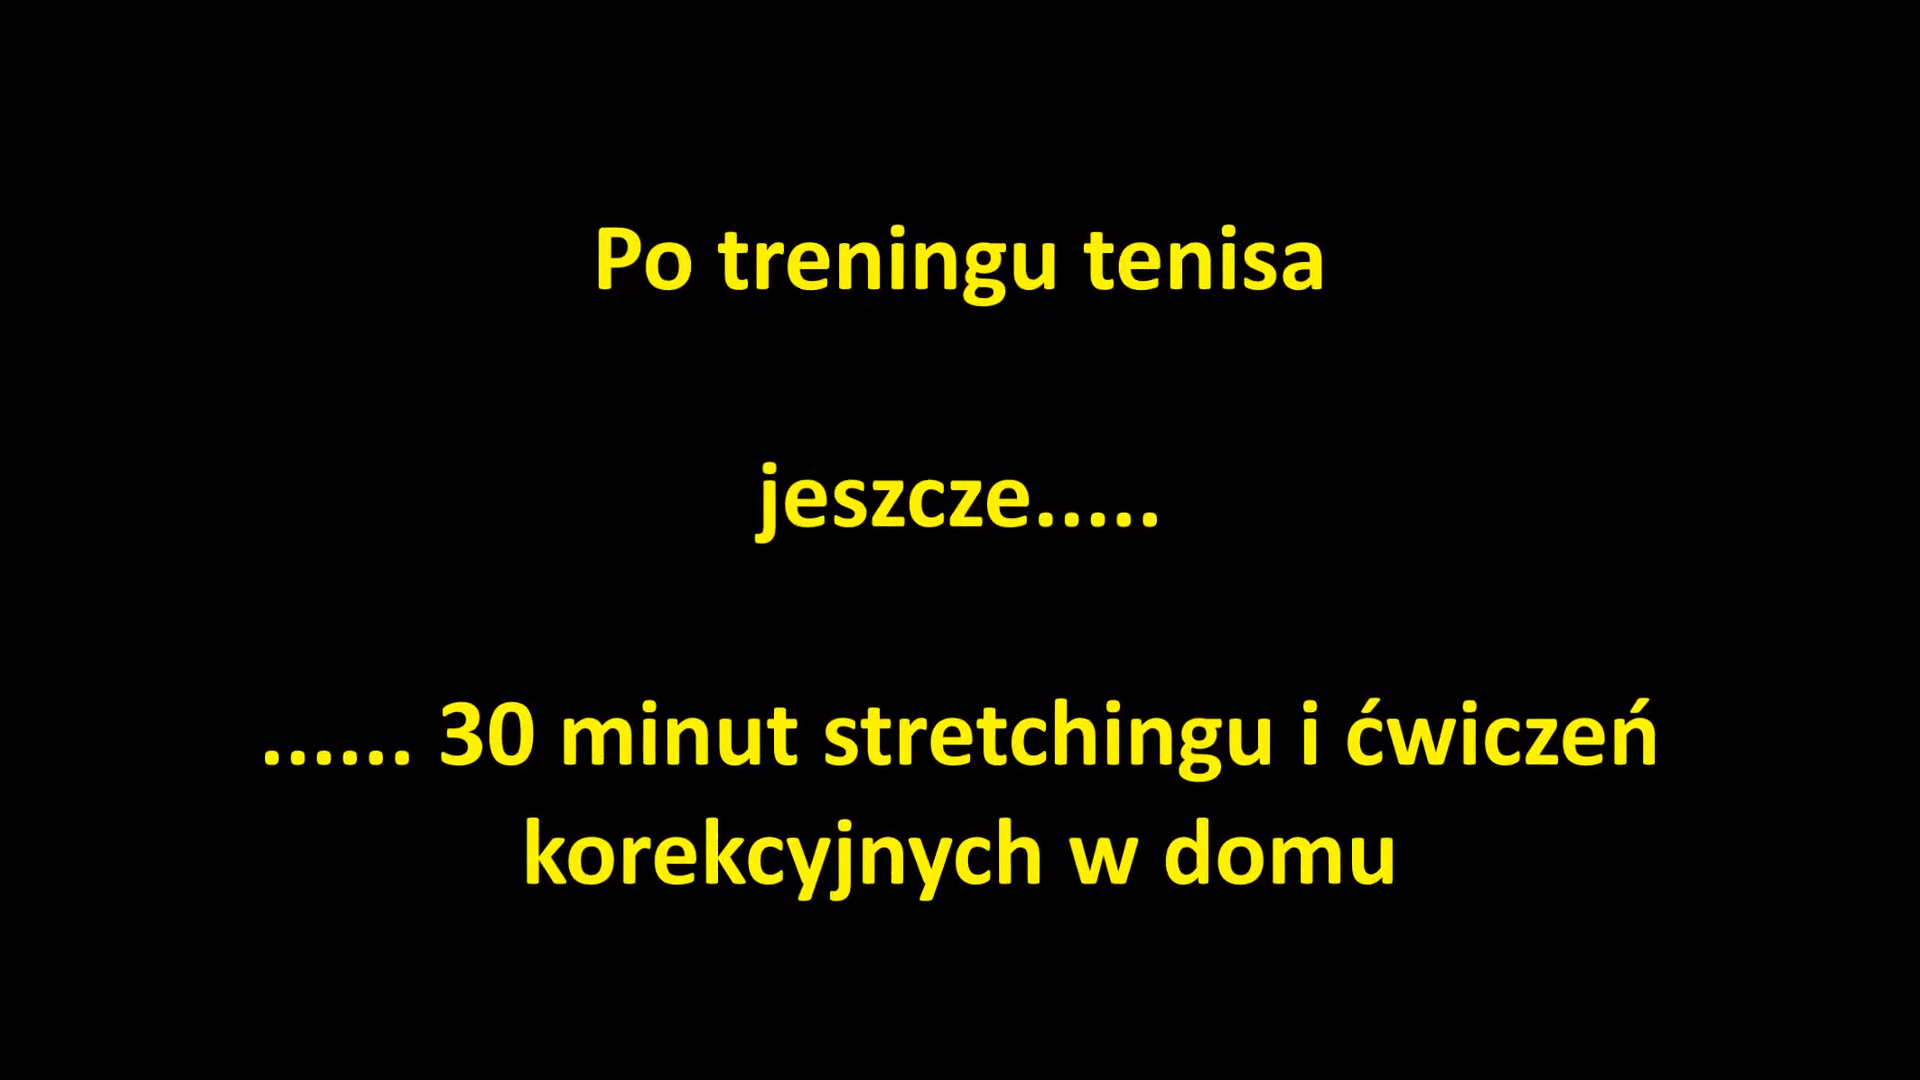 Po treningu tenisa
jeszcze.....
...... 30 minut stretchingu i ćwiczeń
korekcyjnych w domu